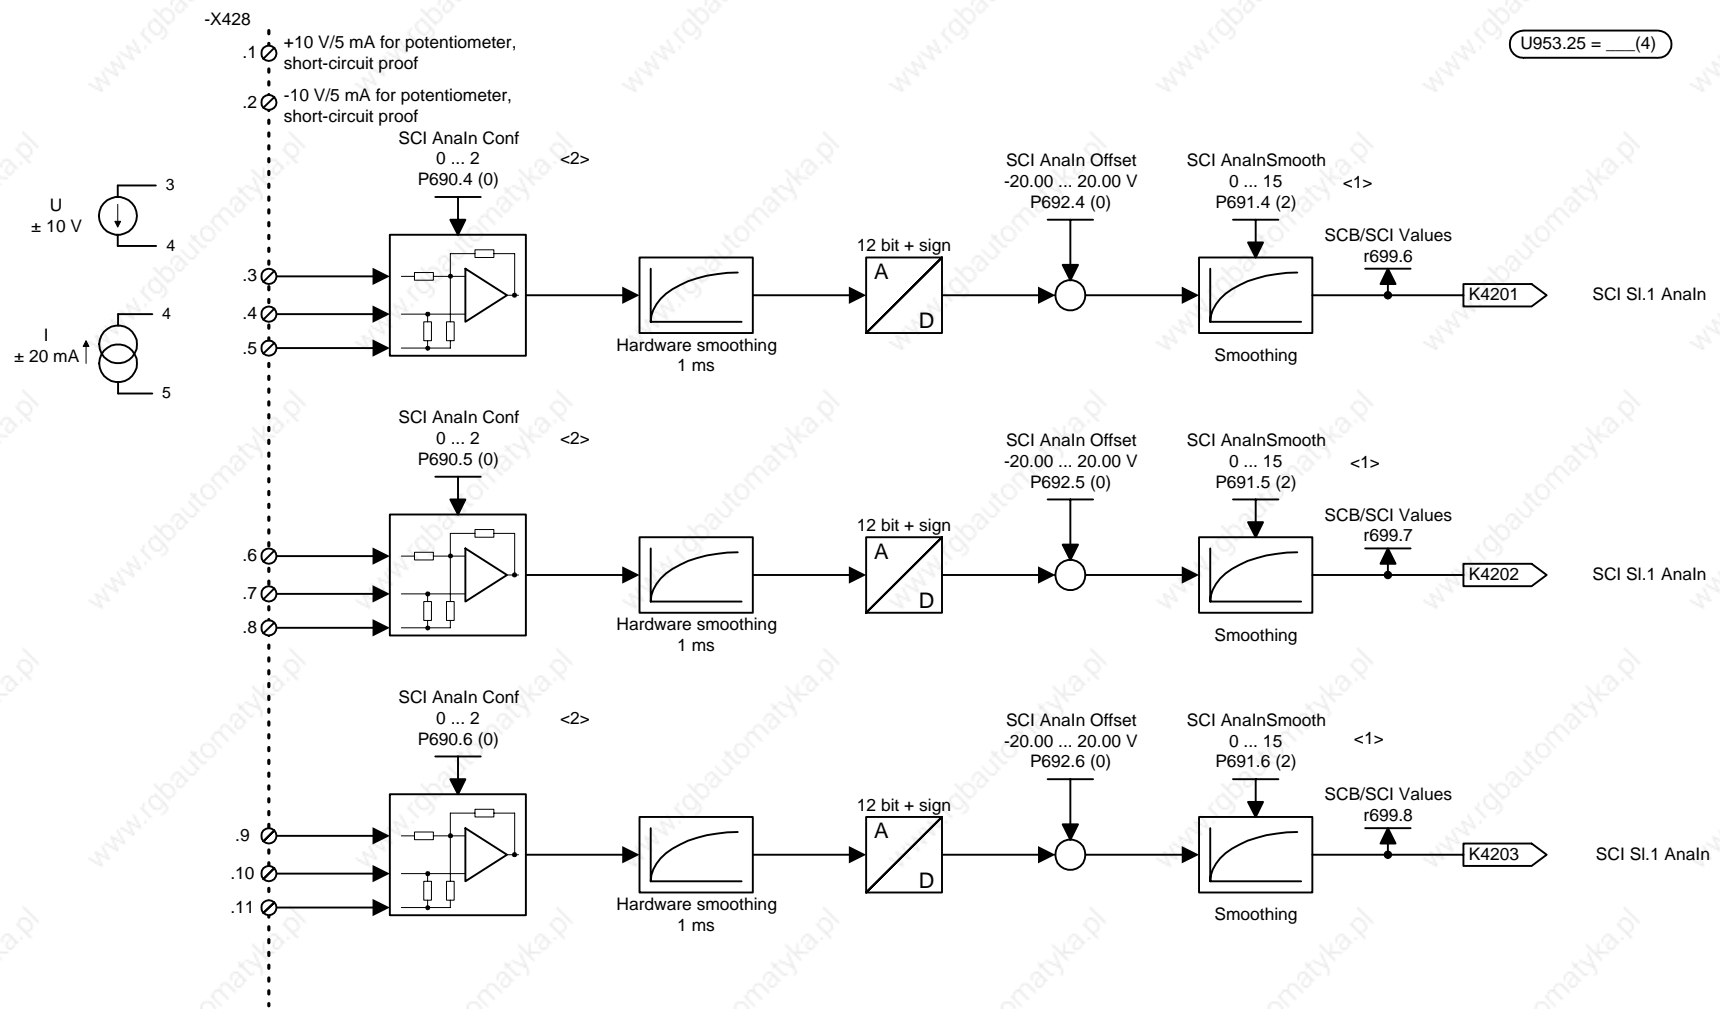 -X428
.1
+10 V/5 mA for potentiometer,
short-circuit proof
U953.25 = ___(4)
.2
-10 V/5 mA for potentiometer,
short-circuit proof
SCI AnaIn Conf
0 ... 2
<2>
P690.4 (0)
SCI AnaIn Offset
-20.00 ... 20.00 V
P692.4 (0)
SCI AnaInSmooth
0 ... 15
<1>
P691.4 (2)
U
± 10 V
3
4
SCB/SCI Values
r699.6
12 bit + sign
A
D
.3
.4
.5
K4201
SCI Sl.1 AnaIn
I
± 20 mA
4
5
Hardware smoothing
1 ms
Smoothing
SCI AnaIn Conf
0 ... 2
<2>
P690.5 (0)
SCI AnaIn Offset
-20.00 ... 20.00 V
P692.5 (0)
SCI AnaInSmooth
0 ... 15
<1>
P691.5 (2)
SCB/SCI Values
r699.7
12 bit + sign
A
D
.6
.7
.8
K4202
SCI Sl.1 AnaIn
Hardware smoothing
1 ms
Smoothing
SCI AnaIn Conf
0 ... 2
<2>
P690.6 (0)
SCI AnaIn Offset
-20.00 ... 20.00 V
P692.6 (0)
SCI AnaInSmooth
0 ... 15
<1>
P691.6 (2)
SCB/SCI Values
r699.8
12 bit + sign
A
D
.9
.10
.11
K4203
SCI Sl.1 AnaIn
Hardware smoothing
1 ms
Smoothing
www.rgbautomatyka.pl